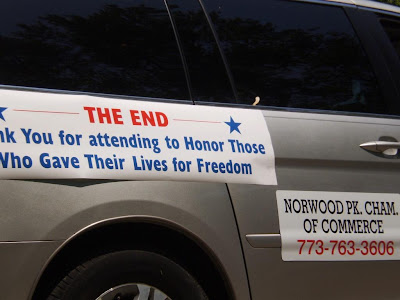 THE END
You for attending to Honor Those
Who Gave Their Lives for Freedom
NORWOOD PK. CHAM.
OF COMMERCE
773-763-3606